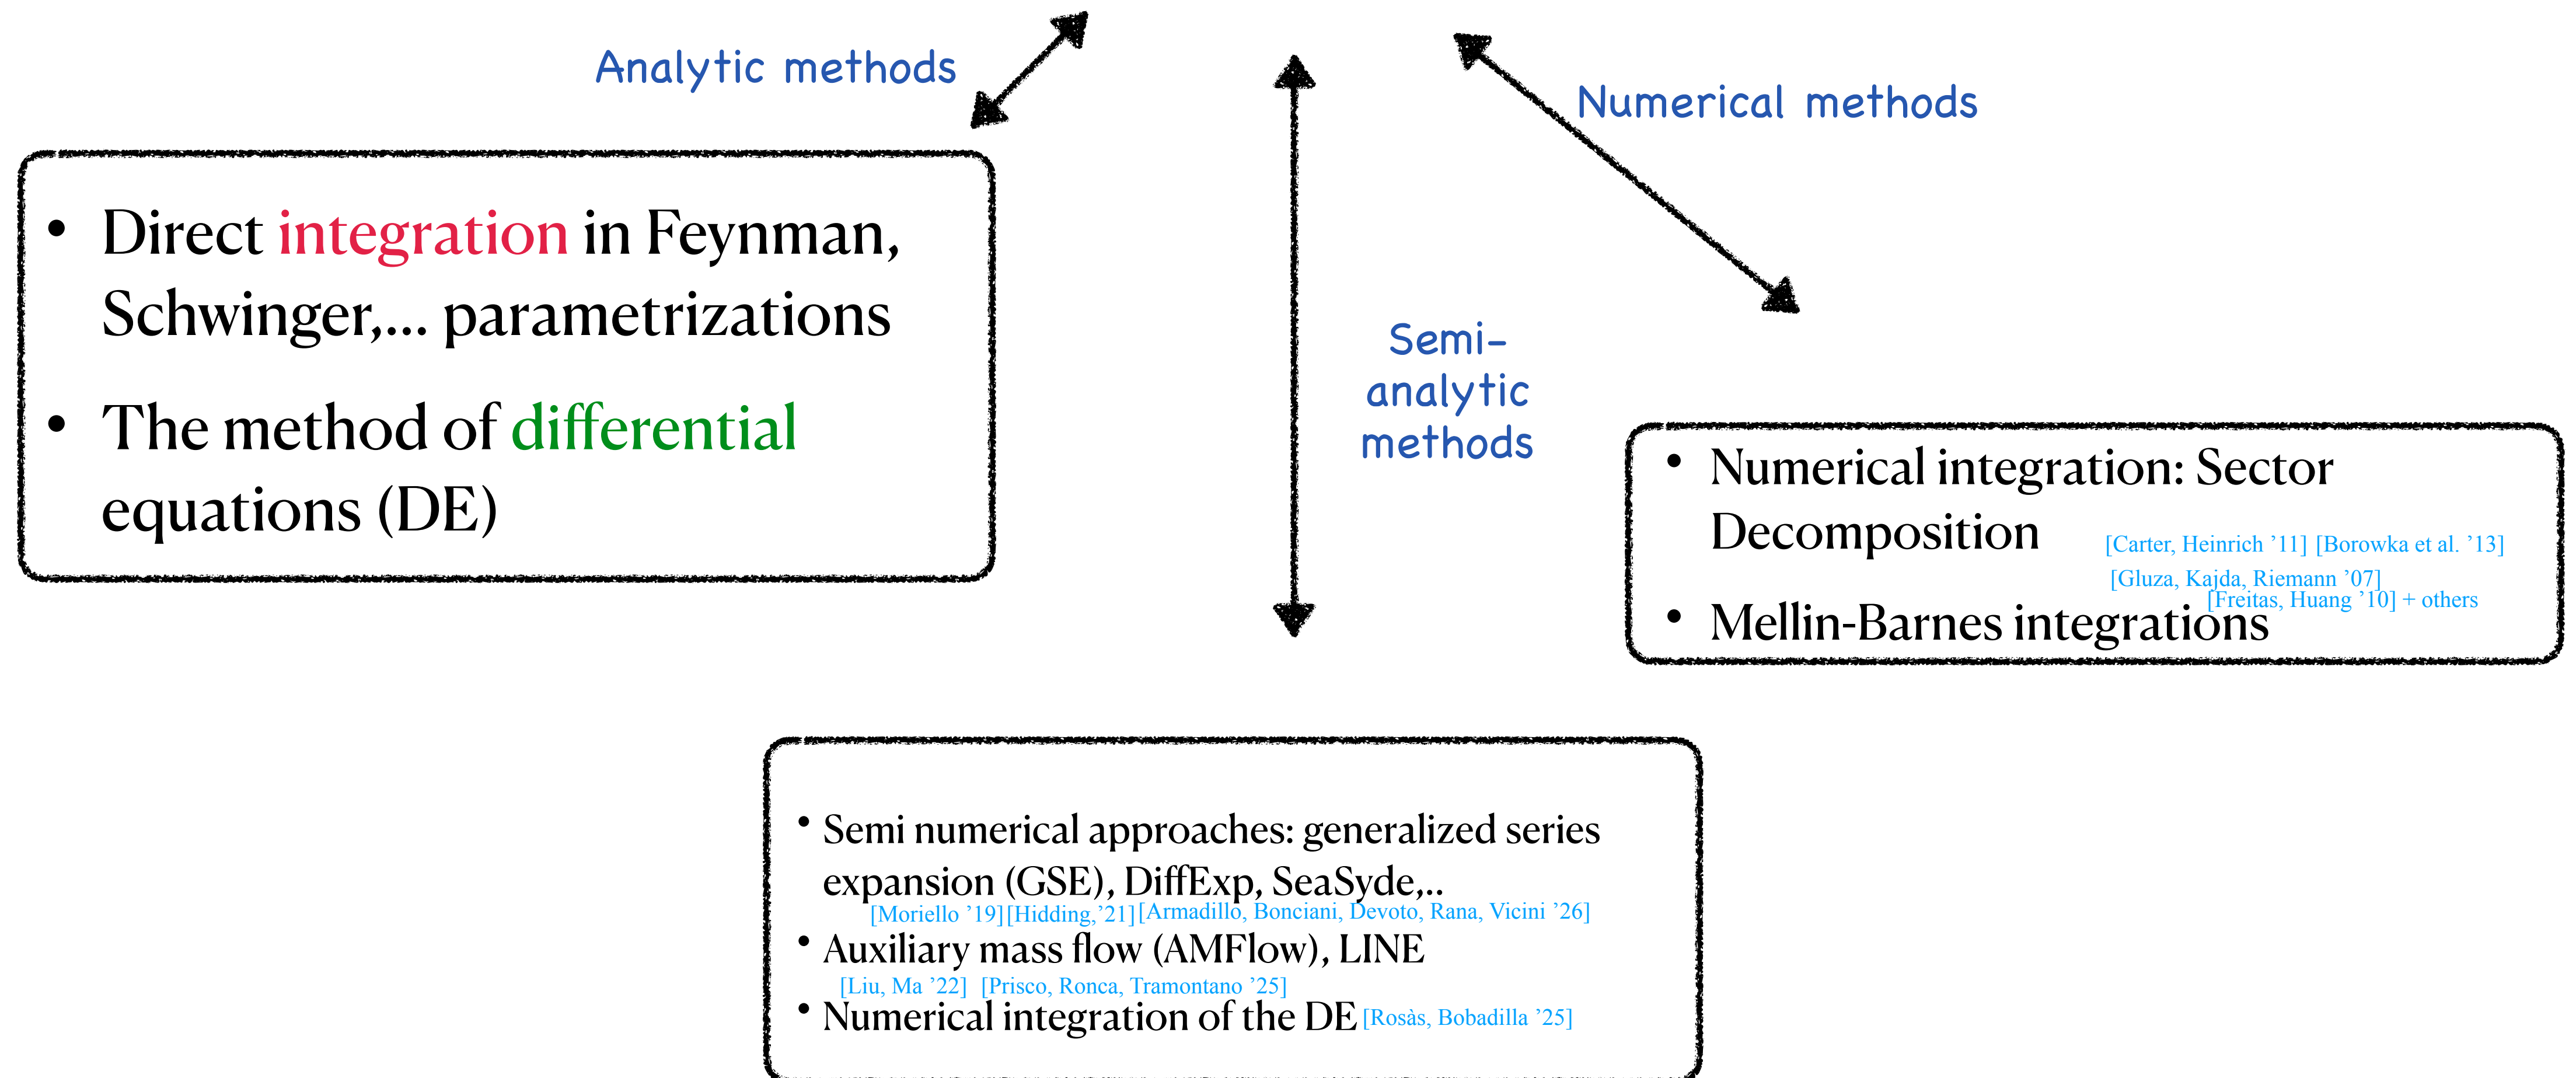 Analytic methods
Numerical methods
• Direct integration in Feynman,
Schwinger,... parametrizations
• The method of differential
equations (DE)
Semi-
analytic
methods
• Numerical integration: Sector
Decomposition
[Carter, Heinrich ’11] [Borowka et al. ’13]
[Gluza, Kajda, Riemann ’07]
[Freitas, Huang ’10] + others
• Mellin-Barnes integrations
• Semi numerical approaches: generalized series
expansion (GSE), DiffExp, SeaSyde,..
[Moriello ’19] [Hidding,’21] [Armadillo, Bonciani, Devoto, Rana, Vicini ’26]
• Auxiliary mass flow (AMFlow), LINE
[Liu, Ma ’22] [Prisco, Ronca, Tramontano ’25]
• Numerical integration of the DE [Rosàs, Bobadilla ’25]